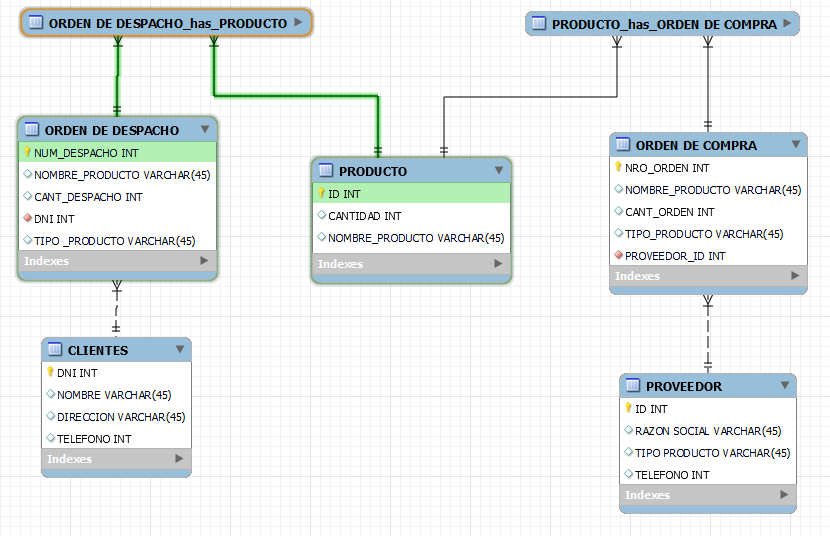 ORDEN DE DESPACHO_has_PRODUCTO
PRODUCTO_has_ORDEN DE COMPRA
ORDEN DE DESPACHO
NUM_DESPACHO INT
NOMBRE_PRODUCTO VARCHAR(45)
CANT_DESPACHO INT
DNI INT
TIPO _PRODUCTO VARCHAR(45)
Indexes
PRODUCTO
ID INT
CANTIDAD INT
NOMBRE_PRODUCTO VARCHAR(45)
Indexes
ORDEN DE COMPRA
NRO_ORDEN INT
NOMBRE_PRODUCTO VARCHAR(45)
CANT_ORDEN INT
TIPO_PRODUCTO VARCHAR(45)
PROVEEDOR_ID INT
Indexes
CLIENTES
DNI INT
NOMBRE VARCHAR(45)
DIRECCION VARCHAR(45)
TELEFONO INT
Indexes
PROVEEDOR
ID INT
RAZON SOCIAL VARCHAR(45)
TIPO PRODUCTO VARCHAR(45)
TELEFONO INT
Indexes